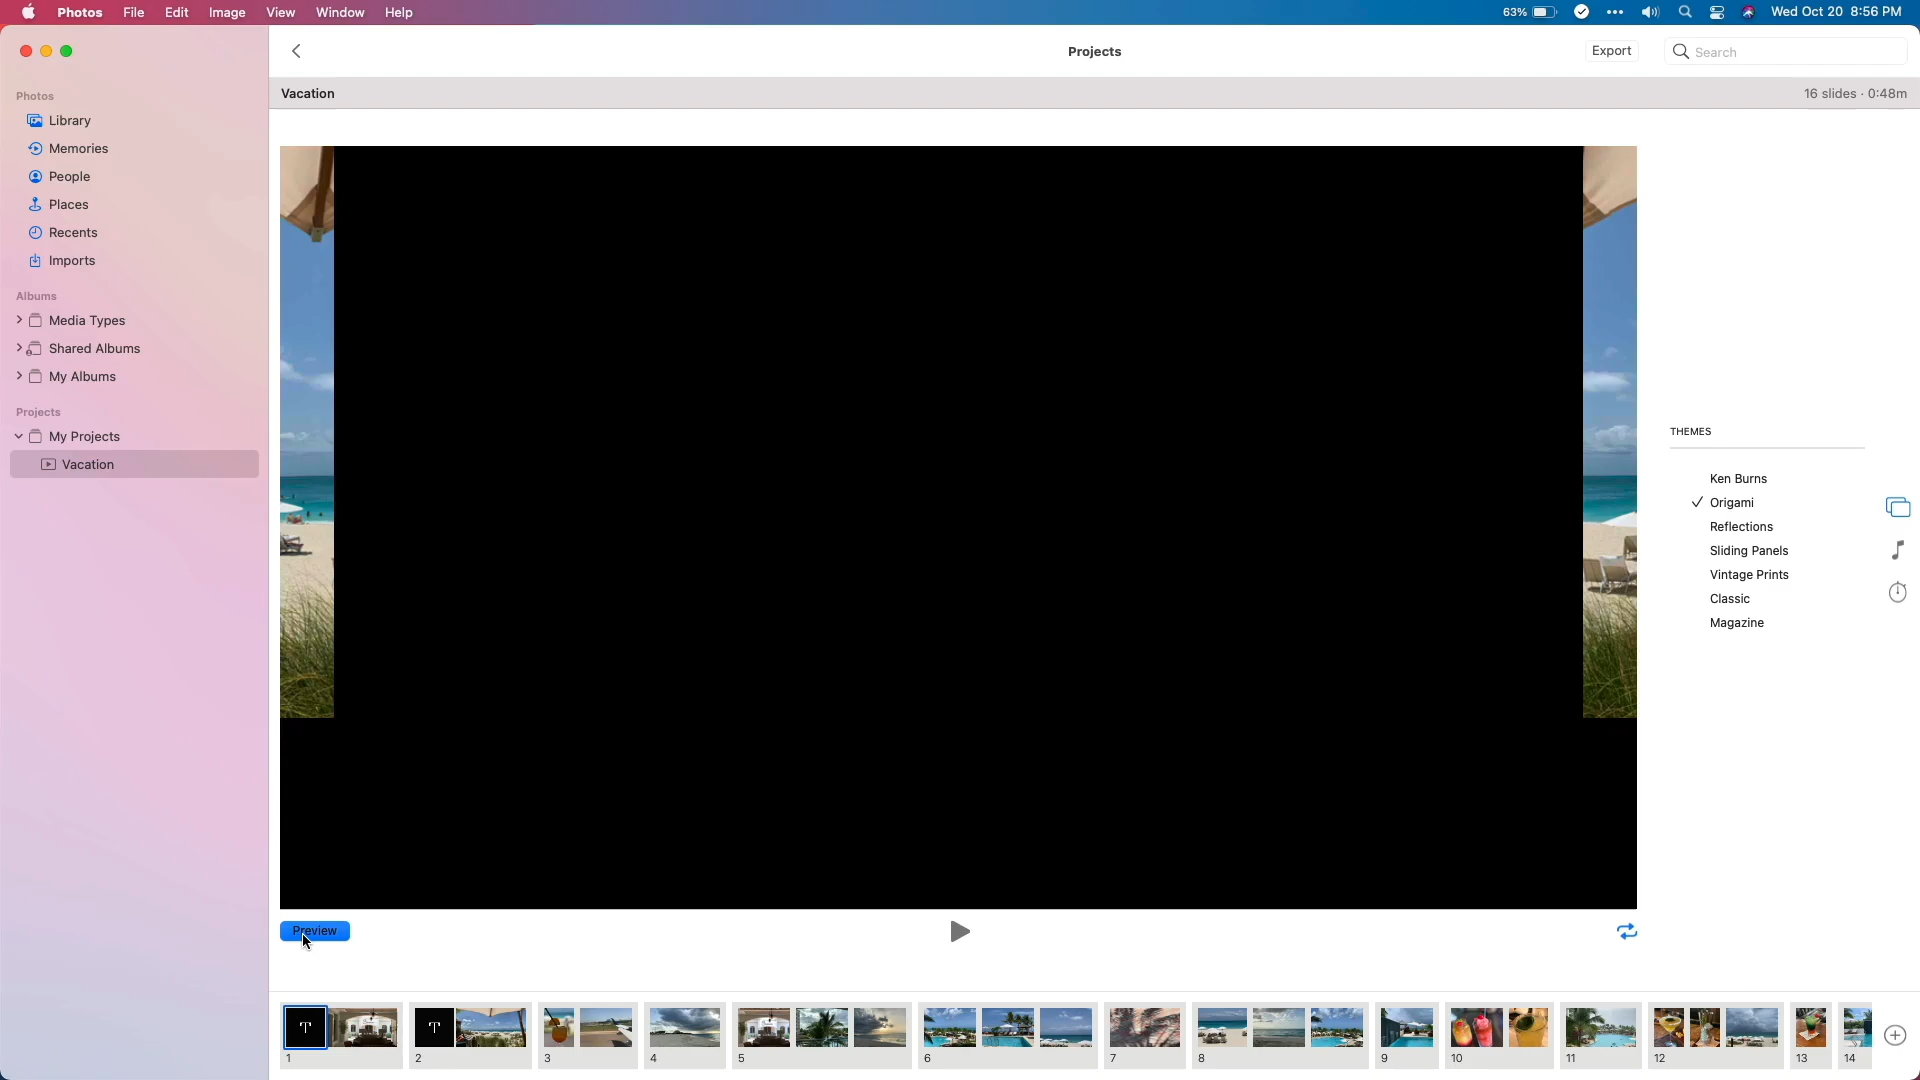 Photos File Edit Image View Window Help
63% Wed Oct 20 8:56 PM
Projects
Export
Search
Vacation
16 slides · 0:48m
Photos
Library
Memories
People
Places
Recents
Imports
Albums
Media Types
Shared Albums
My Albums
Projects
My Projects
Vacation
THEMES
Ken Burns
✓ Origami
Reflections
Sliding Panels
Vintage Prints
Classic
Magazine
Preview
T T
1 2 3 4 5 6 7 8 9 10 11 12 13 14